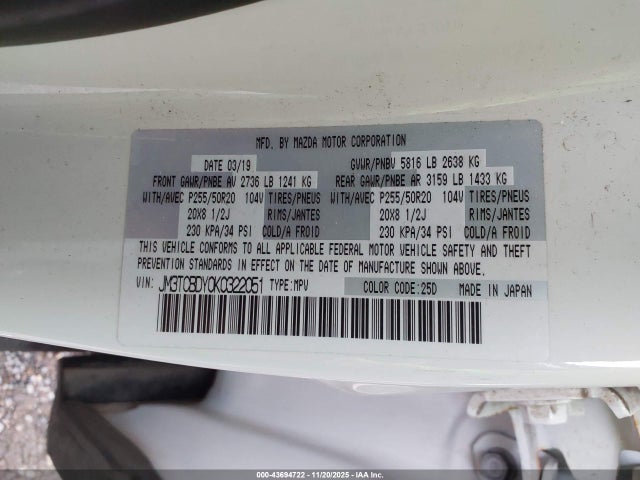 MFD. BY MAZDA MOTOR CORPORATION
DATE 03/19 GVWR/PNBV 5816 LB 2638 KG
FRONT GAWR/PNBE AV 2736 LB 1241 KG REAR GAWR/PNBE AR 3159 LB 1433 KG
WITH/AVEC P255/50R20 104V TIRES/PNEUS WITH/AVEC P255/50R20 104V TIRES/PNEUS
20X8 1/2J RIMS/JANTES 20X8 1/2J RIMS/JANTES
230 KPA/34 PSI COLD/A FROID 230 KPA/34 PSI COLD/A FROID
THIS VEHICLE CONFORMS TO ALL APPLICABLE FEDERAL MOTOR VEHICLE SAFETY AND THEFT
PREVENTION STANDARDS IN EFFECT ON THE DATE OF MANUFACTURE SHOWN ABOVE.
VIN: JM3TCBDY0K0322051 TYPE:MPV COLOR CODE:25D MADE IN JAPAN
000-43694722 — 11/20/2025 — IAAI.COM